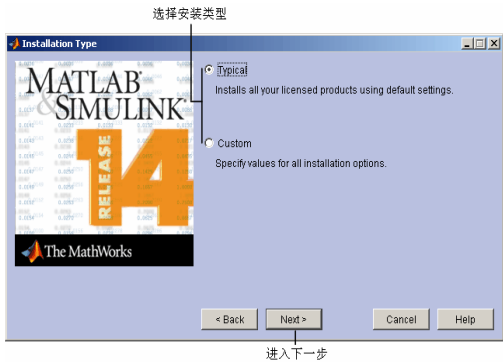 选择安装类型
Installation Type
MATLAB
& SIMULINK
RELEASE 14
The MathWorks
Typical
Installs all your licensed products using default settings.
Custom
Specify values for all installation options.
< Back
Next >
Cancel
Help
进入下一步